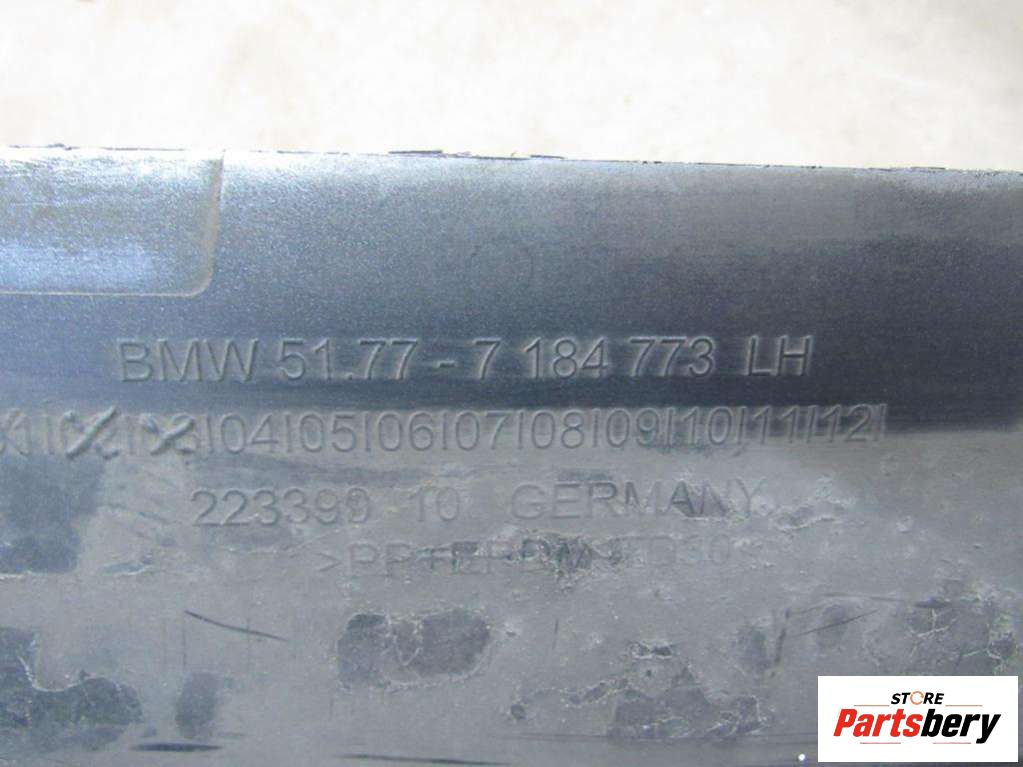 BMW 51.77 - 7 184 773 LH
|04|05|06|07|08|09|10|11|12|
223399 10 GERMANY
STORE
Partsbery